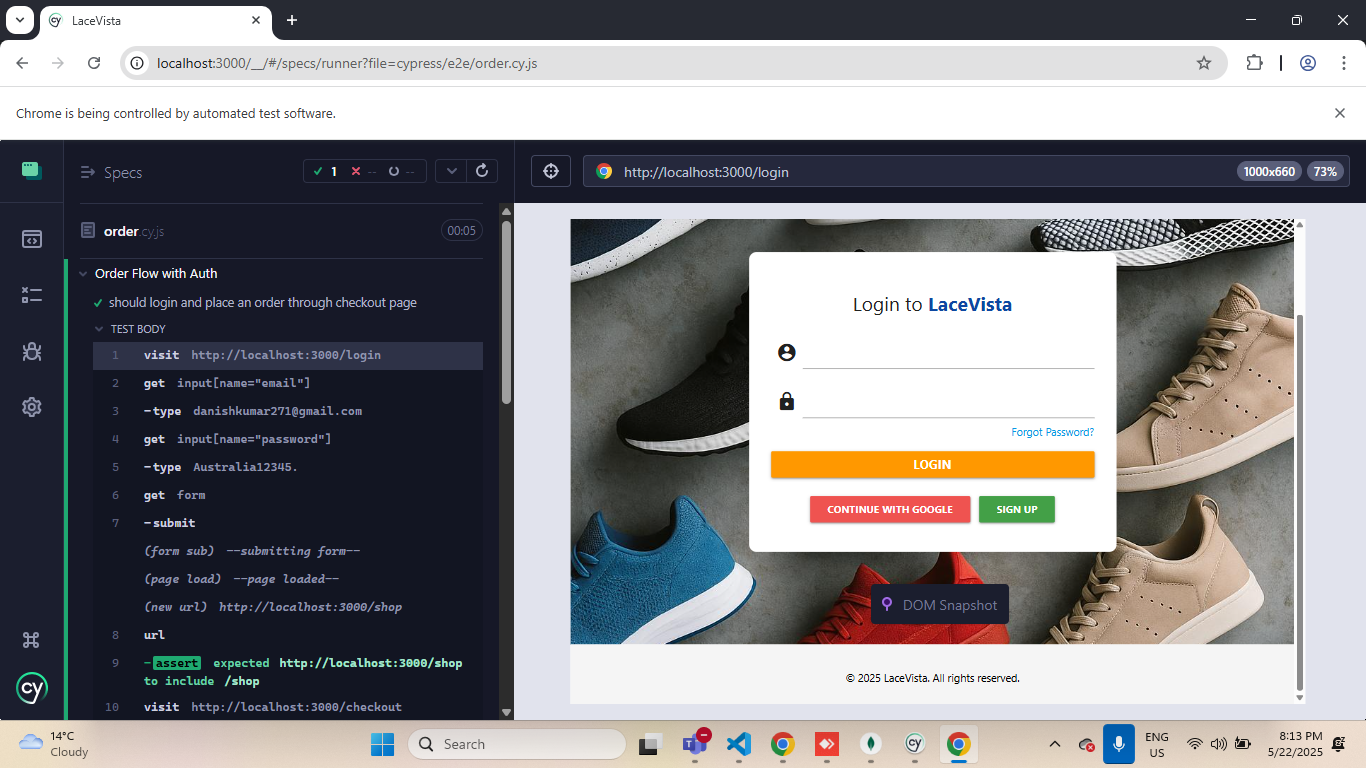 LaceVista
localhost:3000/__/#/specs/runner?file=cypress/e2e/order.cy.js
Chrome is being controlled by automated test software.
Specs
1
--
--
order.cy.js
00:05
Order Flow with Auth
should login and place an order through checkout page
TEST BODY
1 visit http://localhost:3000/login
2 get input[name="email"]
3 -type danishkumar271@gmail.com
4 get input[name="password"]
5 -type Australia12345.
6 get form
7 -submit
(form sub) --submitting form--
(page load) --page loaded--
(new url) http://localhost:3000/shop
8 url
9 -assert expected http://localhost:3000/shop
to include /shop
10 visit http://localhost:3000/checkout
cy
http://localhost:3000/login
1000x660
73%
Login to LaceVista
Forgot Password?
LOGIN
CONTINUE WITH GOOGLE
SIGN UP
DOM Snapshot
© 2025 LaceVista. All rights reserved.
14°C
Cloudy
Search
ENG
US
8:13 PM
5/22/2025